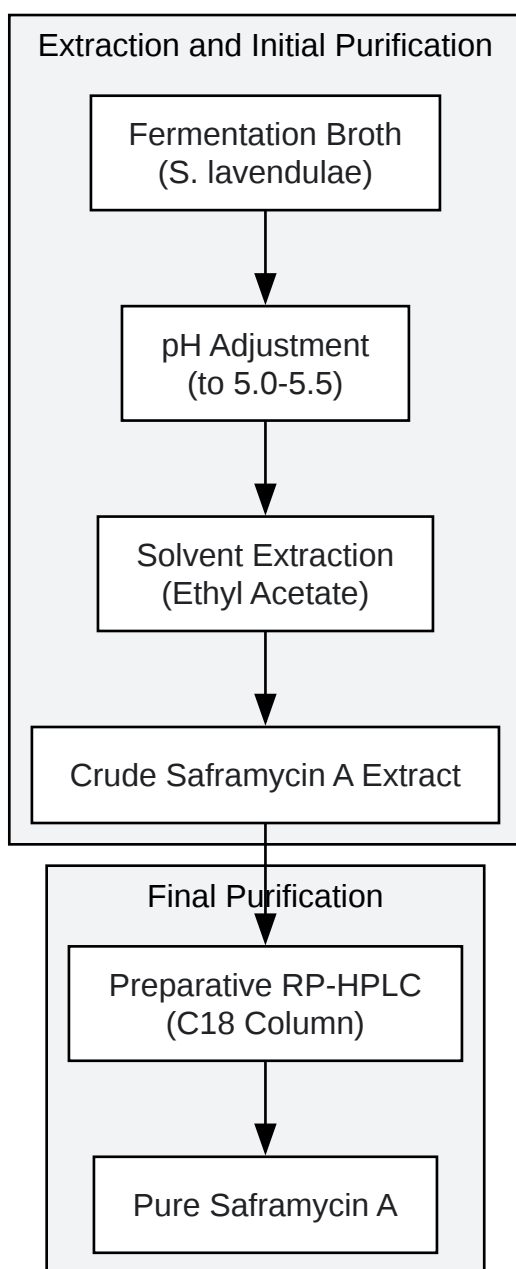 Extraction and Initial Purification
Fermentation Broth
(S. lavendulae)
pH Adjustment
(to 5.0-5.5)
Solvent Extraction
(Ethyl Acetate)
Crude Saframycin A Extract
Final Purification
Preparative RP-HPLC
(C18 Column)
Pure Saframycin A